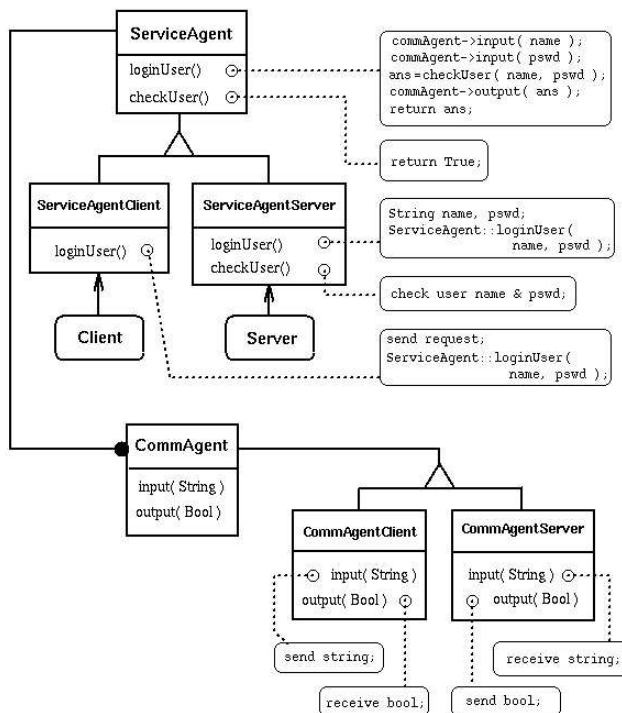 ServiceAgent
loginUser()
checkUser()
commAgent->input( name );
commAgent->input( pswd );
ans=checkUser( name, pswd );
commAgent->output( ans );
return ans;
return True;
ServiceAgentClient
loginUser()
ServiceAgentServer
loginUser()
checkUser()
String name, pswd;
ServiceAgent::loginUser(
name, pswd );
check user name & pswd;
Client
Server
send request;
ServiceAgent::loginUser(
name, pswd );
CommAgent
input( String )
output( Bool )
CommAgentClient
input( String )
output( Bool )
CommAgentServer
input( String )
output( Bool )
send string;
receive string;
receive bool;
send bool;